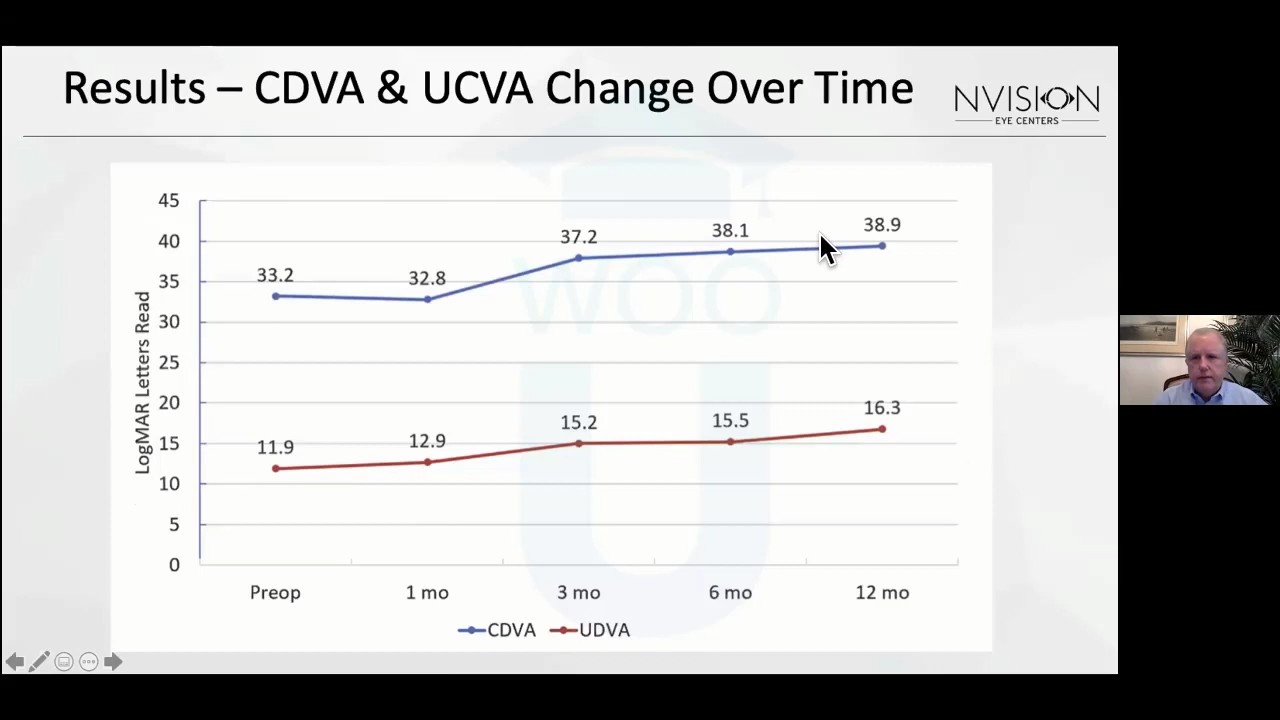 Results – CDVA & UCVA Change Over Time
NVISION
EYE CENTERS
LogMAR Letters Read
45
40
35
30
25
20
15
10
5
0
33.2
32.8
37.2
38.1
38.9
11.9
12.9
15.2
15.5
16.3
Preop
1 mo
3 mo
6 mo
12 mo
CDVA
UDVA
WOO
U